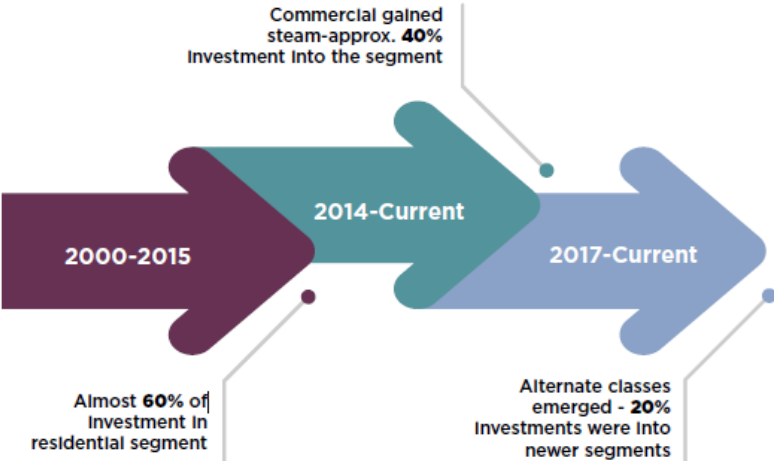 Commercial gained
steam-approx. 40%
Investment Into the segment
2014-Current
2000-2015
2017-Current
Almost 60% of
Investment In
residential segment
Alternate classes
emerged - 20%
Investments were Into
newer segments